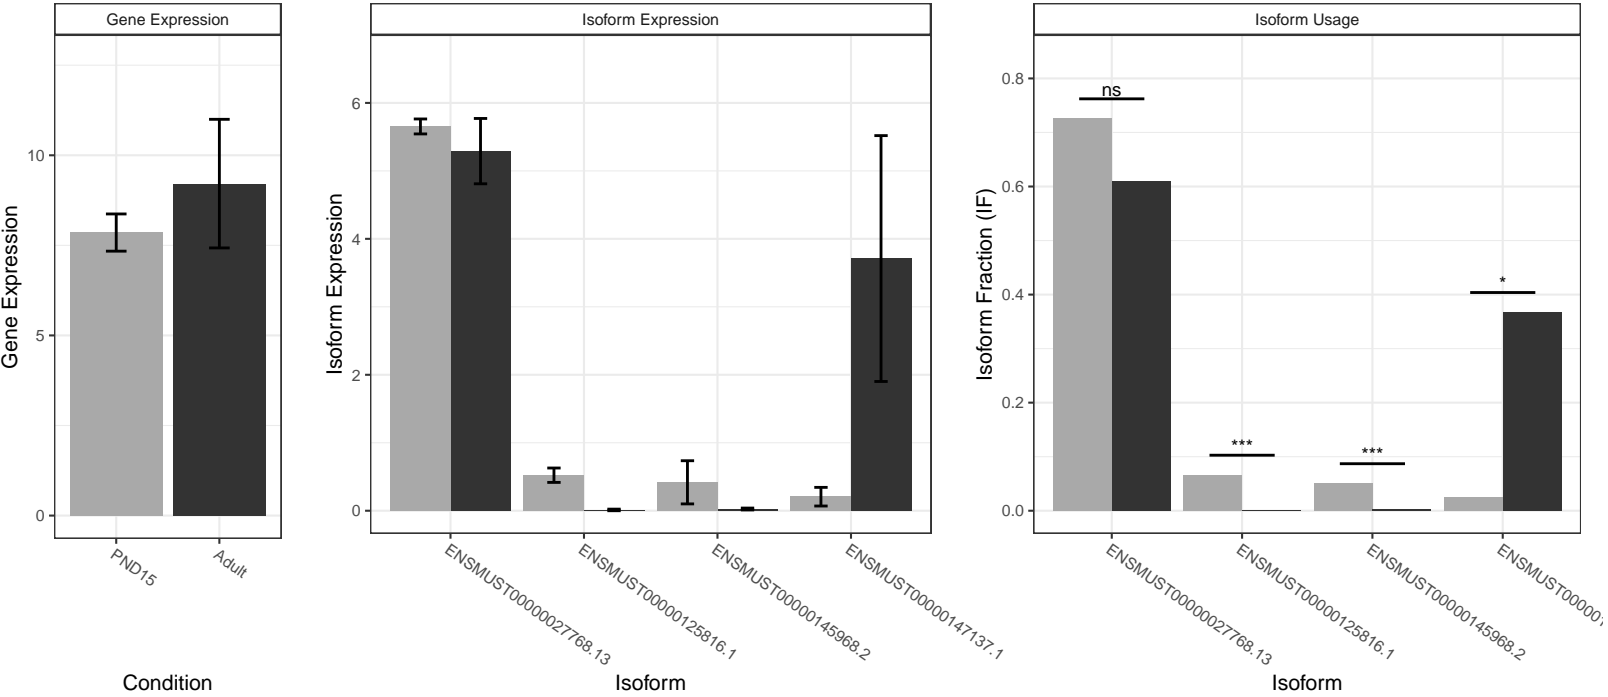 Gene Expression
Gene Expression
10
5
0
PND15
Adult
Condition
Isoform Expression
Isoform Expression
6
4
2
0
ENSMUST00000027768.13
ENSMUST00000125816.1
ENSMUST00000145968.2
ENSMUST00000147137.1
Isoform
Isoform Usage
Isoform Fraction (IF)
0.8
0.6
0.4
0.2
0.0
ns
***
***
*
ENSMUST00000027768.13
ENSMUST00000125816.1
ENSMUST00000145968.2
ENSMUST000001
Isoform